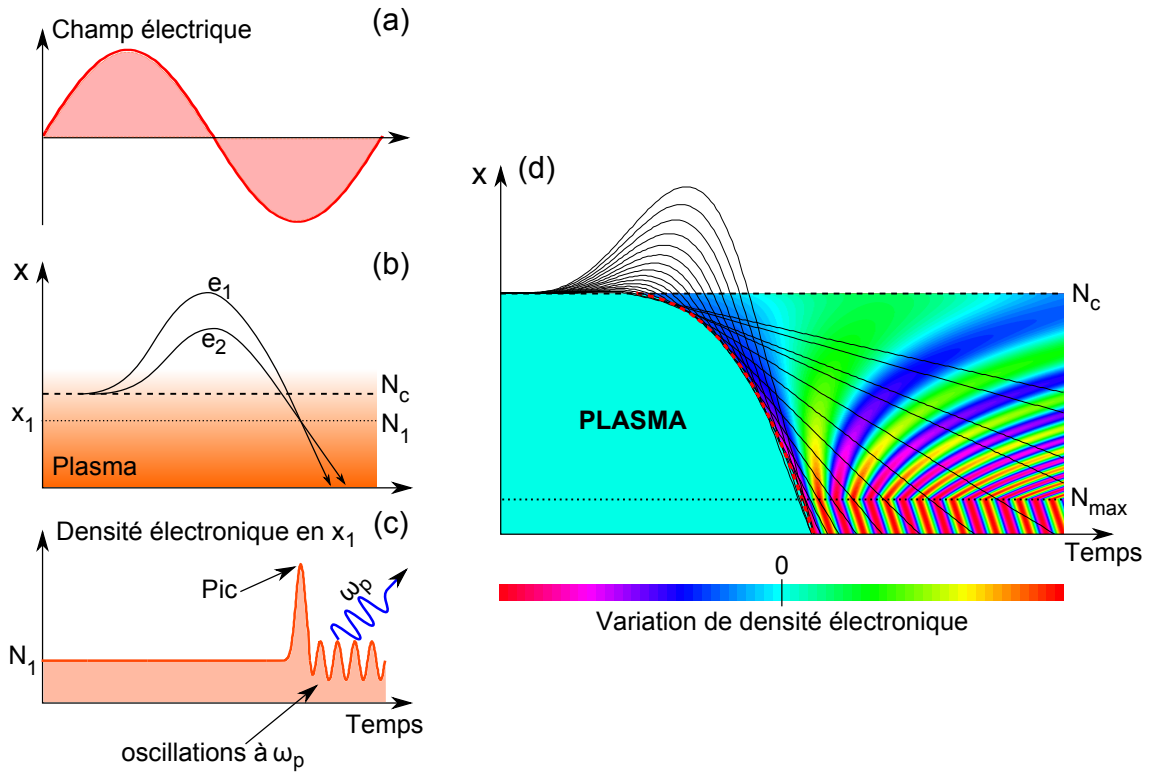 (a)
Champ électrique
(b)
x
e1
e2
Nc
x1
N1
Plasma
(c)
Densité électronique en x1
Pic
ωp
N1
Temps
oscillations à ωp
(d)
x
Nc
PLASMA
Nmax
Temps
0
Variation de densité électronique